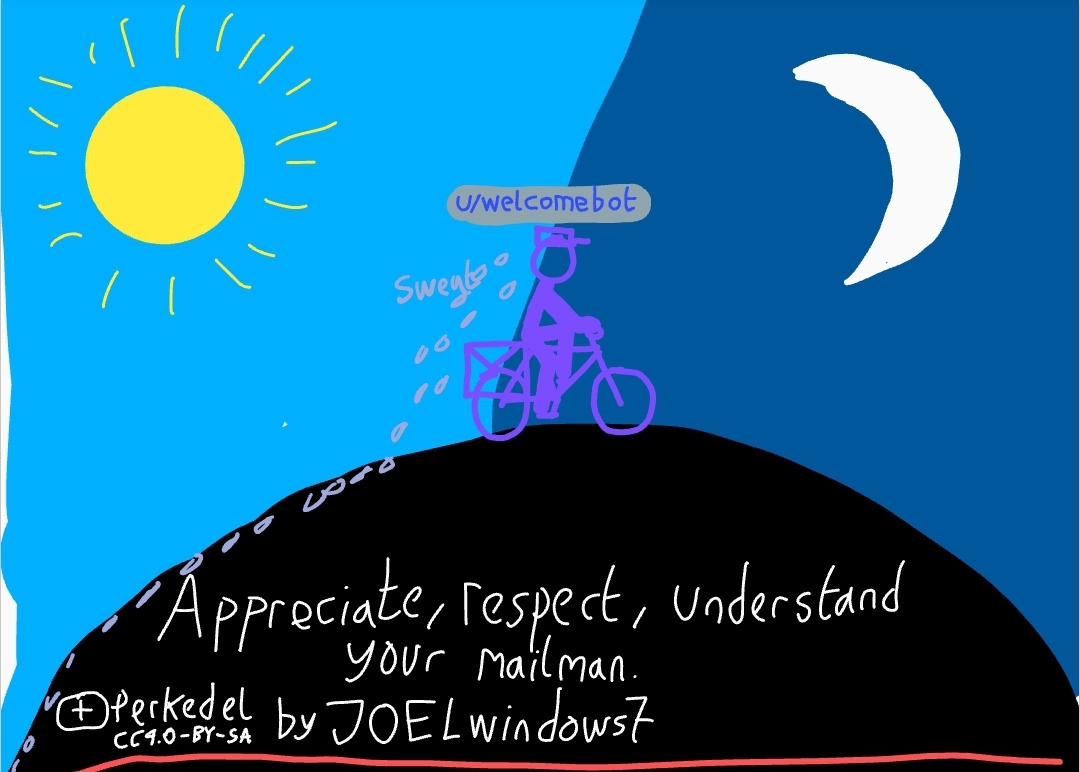 u/welcomebot
Sweat
Appreciate, respect, understand
your mailman.
+ Perkedel
CC4.0-BY-SA
by JOELwindows7